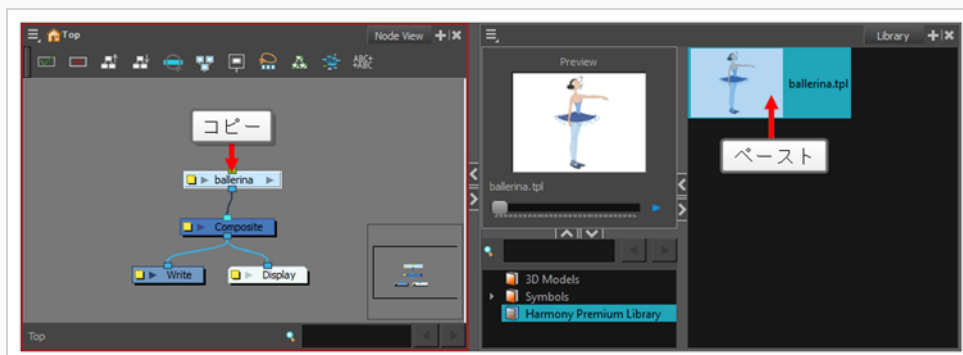 Top
Node View
ABC+
ABC
コピー
ballerina
Composite
Write
Display
Top
Library
Preview
ballerina.tpl
ballerina.tpl
ペースト
3D Models
Symbols
Harmony Premium Library